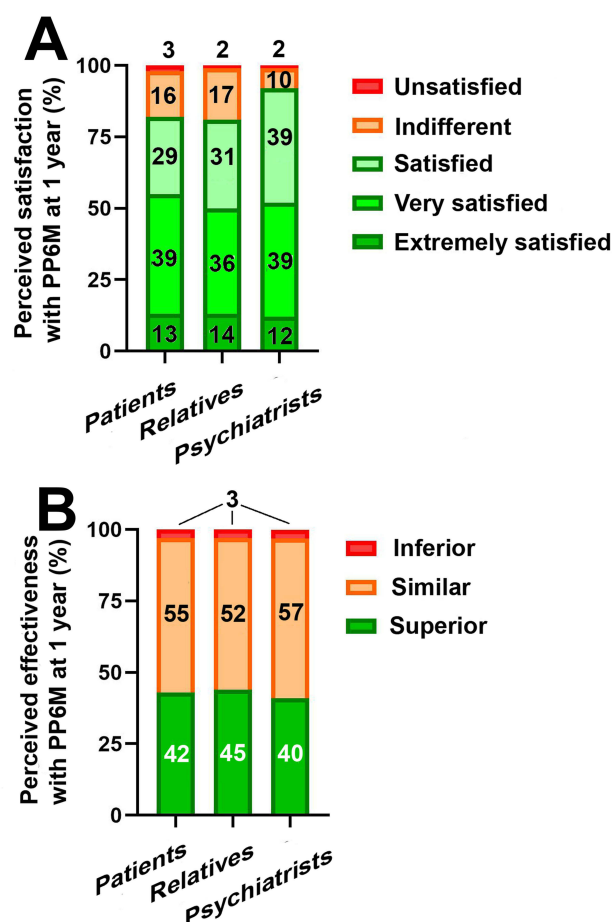 A
3 2 2
100
75
50
25
0
Perceived satisfaction
with PP6M at 1 year (%)
16 17 10
29 31 39
39 36 39
13 14 12
Patients
Relatives
Psychiatrists
Unsatisfied
Indifferent
Satisfied
Very satisfied
Extremely satisfied
B
3
100
75
50
25
0
Perceived effectiveness
with PP6M at 1 year (%)
55 52 57
42 45 40
Patients
Relatives
Psychiatrists
Inferior
Similar
Superior